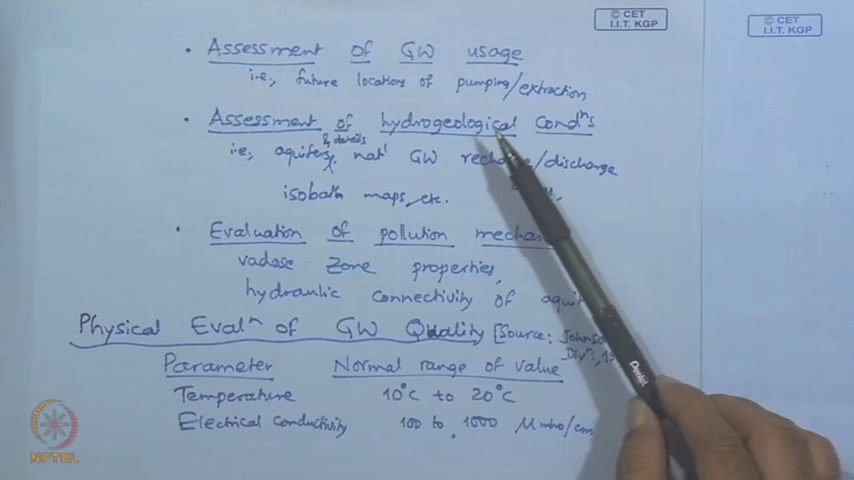 © CET
I.I.T. KGP
© CET
I.I.T. KGP
• Assessment of GW usage
i.e., future locations of pumping/extraction
• Assessment of hydrogeological Condⁿs
& details
i.e., aquifers, nat'l GW /discharge
isobath maps, etc.
• Evaluation of pollution
vadose zone properties,
hydraulic connectivity of
Physical Evalⁿ of GW Quality [Source:
Parameter Normal range of value
Temperature 10°C to 20°C
Electrical conductivity 100 to 1000 μ mho/cm
NPTEL
Pentel